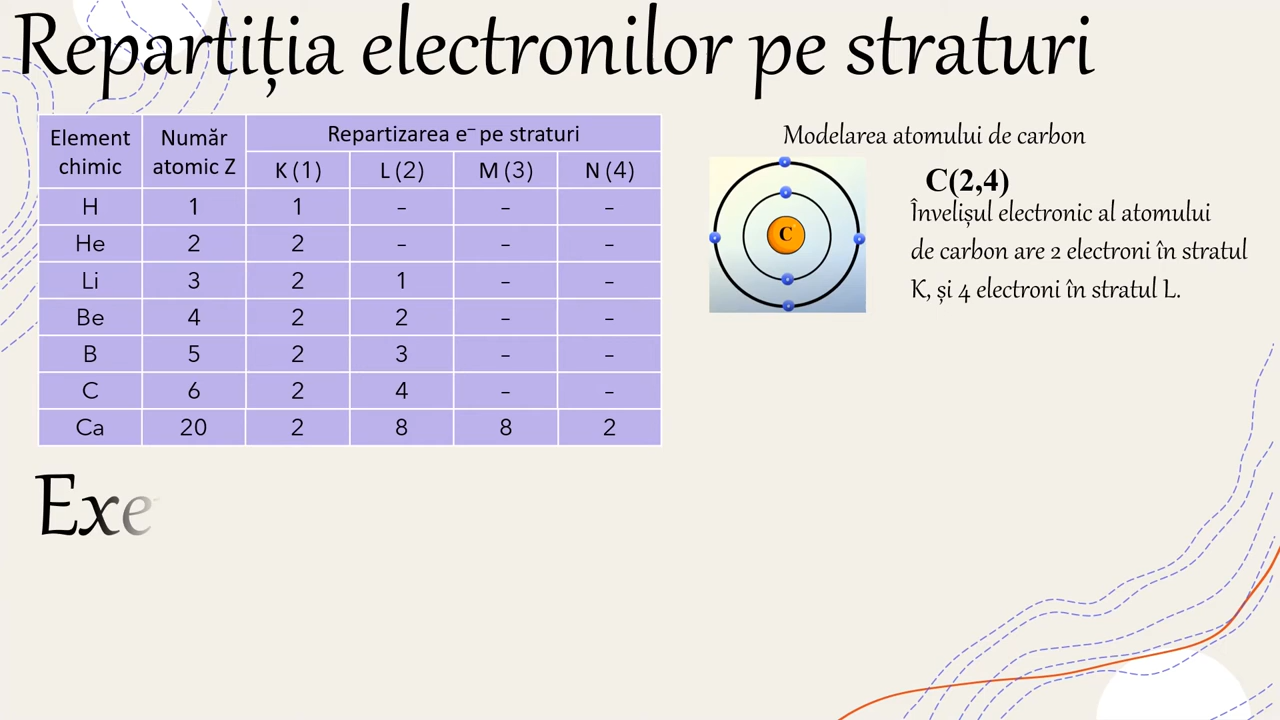 Repartiția electronilor pe straturi
Element chimic Număr atomic Z Repartizarea e⁻ pe straturi
K (1) L (2) M (3) N (4)
H 1 1 – – –
He 2 2 – – –
Li 3 2 1 – –
Be 4 2 2 – –
B 5 2 3 – –
C 6 2 4 – –
Ca 20 2 8 8 2
Modelarea atomului de carbon
C
C(2,4)
Învelișul electronic al atomului
de carbon are 2 electroni în stratul
K, și 4 electroni în stratul L.
Exe